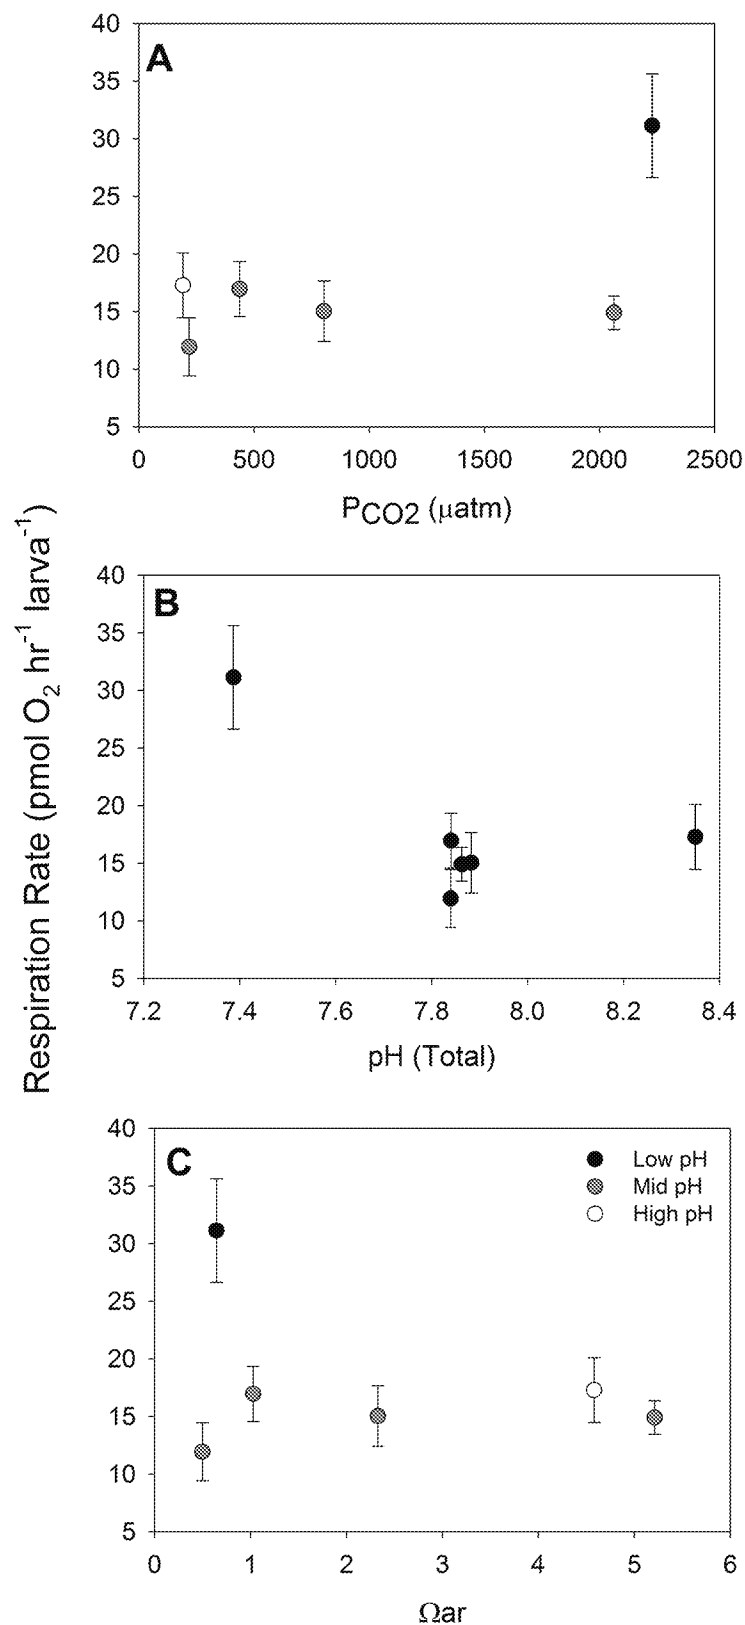 Respiration Rate (pmol O₂ hr⁻¹ larva⁻¹)
A
40
35
30
25
20
15
10
5
0 500 1000 1500 2000 2500
PCO2 (μatm)
B
40
35
30
25
20
15
10
5
7.2 7.4 7.6 7.8 8.0 8.2 8.4
pH (Total)
C
40
35
30
25
20
15
10
5
Low pH
Mid pH
High pH
0 1 2 3 4 5 6
Ωar